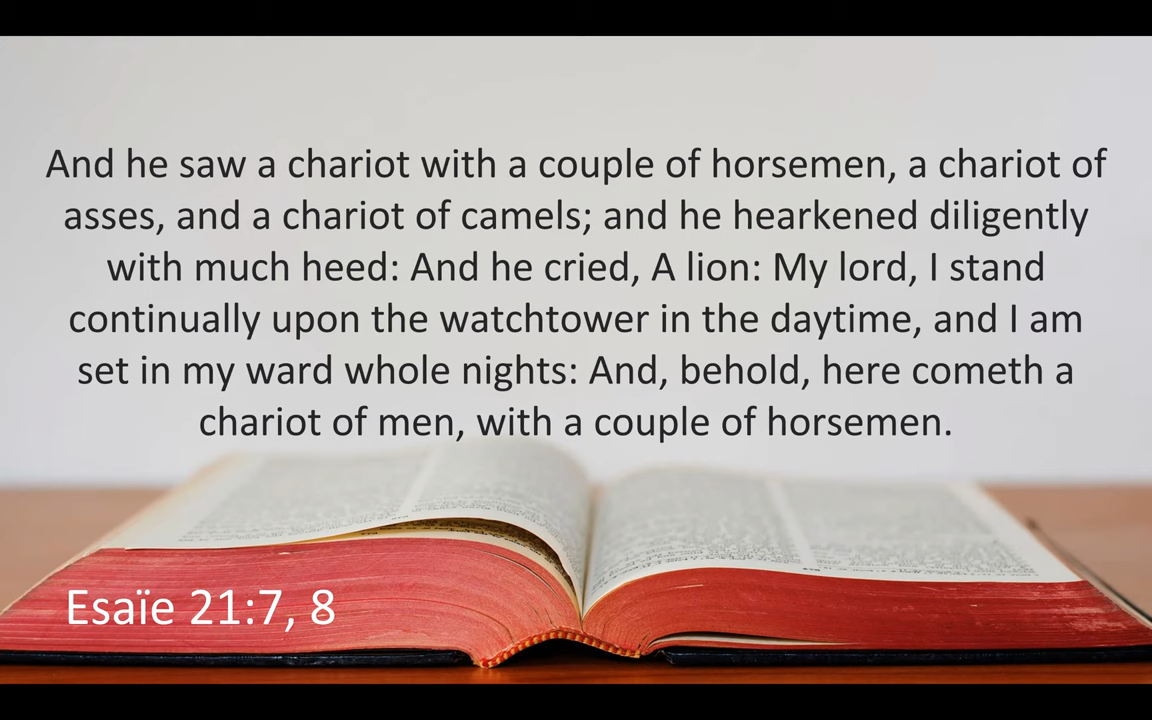 And he saw a chariot with a couple of horsemen, a chariot of
asses, and a chariot of camels; and he hearkened diligently
with much heed: And he cried, A lion: My lord, I stand
continually upon the watchtower in the daytime, and I am
set in my ward whole nights: And, behold, here cometh a
chariot of men, with a couple of horsemen.
Esaïe 21:7, 8